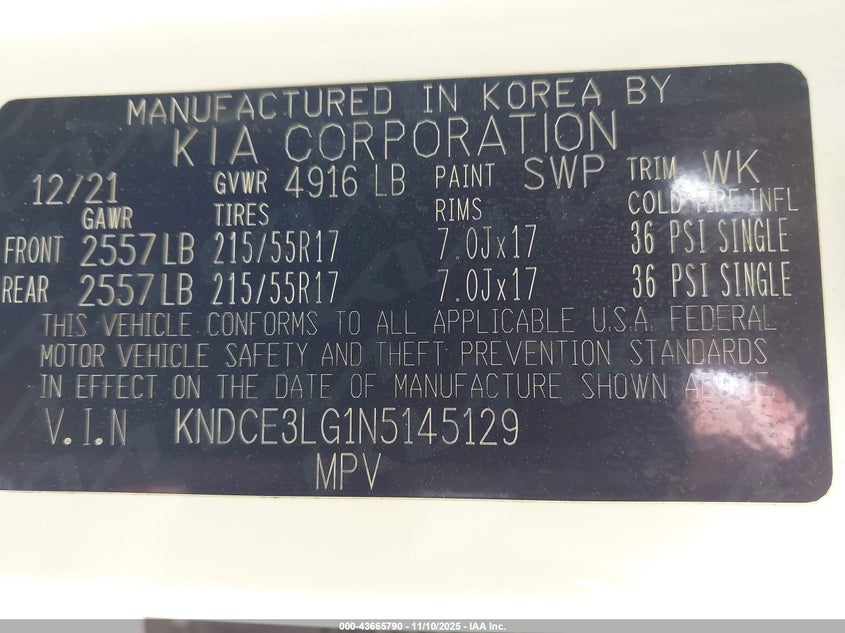 MANUFACTURED IN KOREA BY
KIA CORPORATION
12/21 GVWR 4916 LB PAINT SWP TRIM WK
GAWR TIRES RIMS COLD TIRE INFL
FRONT 2557LB 215/55R17 7.0Jx17 36 PSI SINGLE
REAR 2557LB 215/55R17 7.0Jx17 36 PSI SINGLE
THIS VEHICLE CONFORMS TO ALL APPLICABLE U.S.A. FEDERAL
MOTOR VEHICLE SAFETY AND THEFT PREVENTION STANDARDS
IN EFFECT ON THE DATE OF MANUFACTURE SHOWN ABOVE.
V.I.N KNDCE3LG1N5145129
MPV
000-43665790 - 11/10/2025 - IAA Inc.